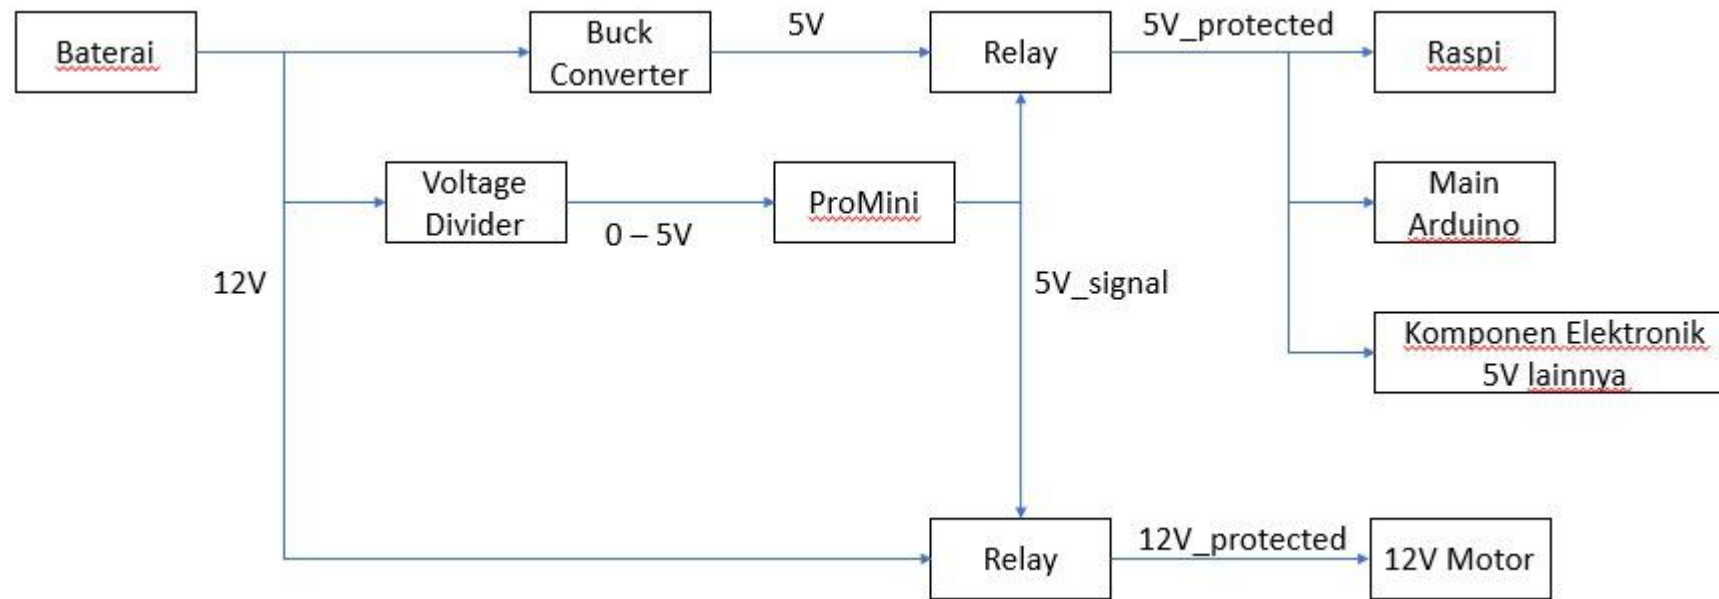 Baterai
Buck
Converter
5V
Relay
5V_protected
Raspi
Voltage
Divider
0 – 5V
ProMini
Main
Arduino
12V
5V_signal
Komponen Elektronik
5V lainnya
Relay
12V_protected
12V Motor